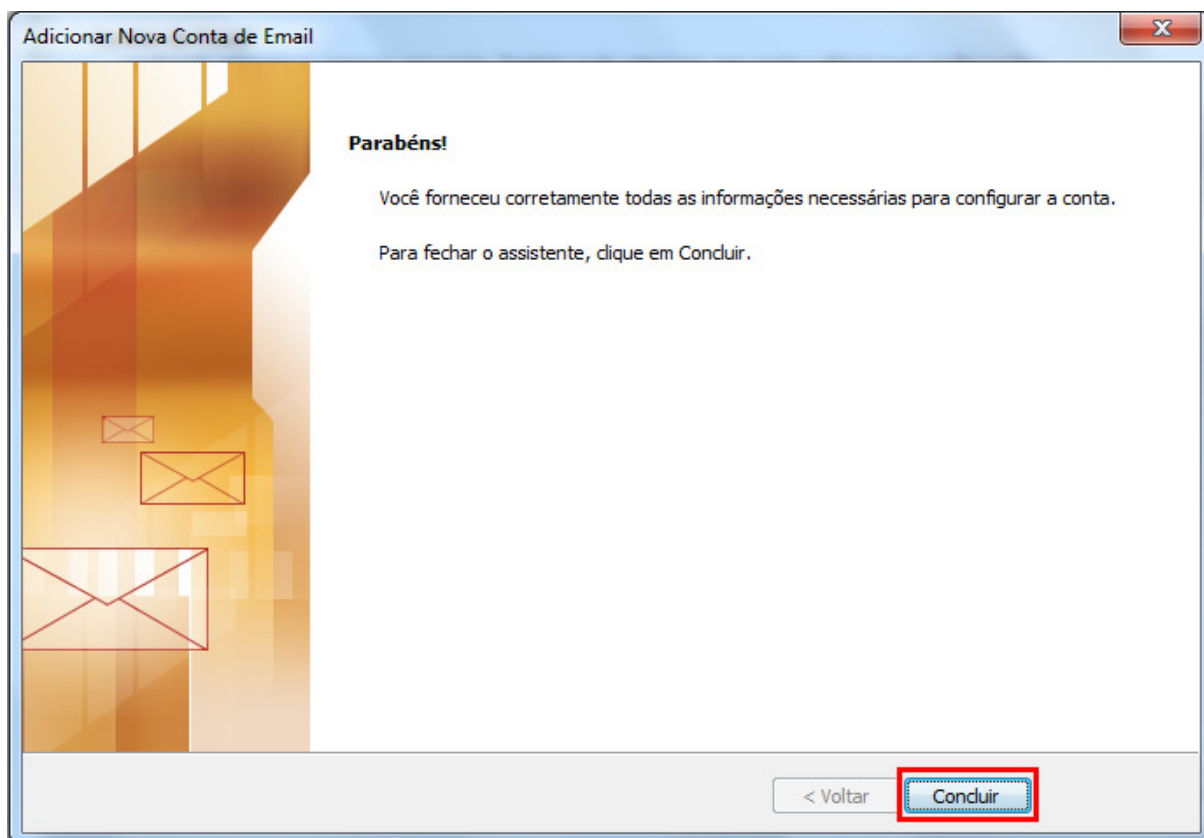 Adicionar Nova Conta de Email
Parabéns!
Você forneceu corretamente todas as informações necessárias para configurar a conta.
Para fechar o assistente, clique em Concluir.
< Voltar
Concluir